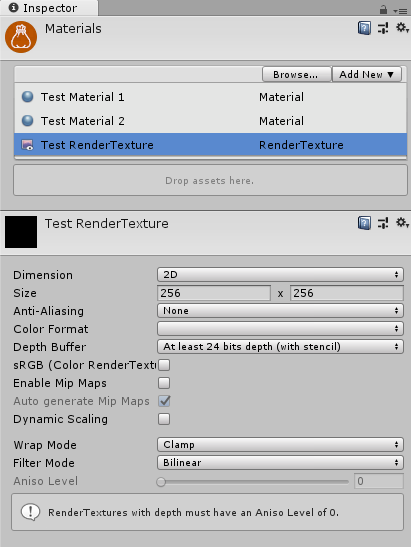 Inspector
Materials
Browse... Add New ▼
Test Material 1 Material
Test Material 2 Material
Test RenderTexture RenderTexture
Drop assets here.
Test RenderTexture
Dimension 2D
Size 256 x 256
Anti-Aliasing None
Color Format
Depth Buffer At least 24 bits depth (with stencil)
sRGB (Color RenderTextu
Enable Mip Maps
Auto generate Mip Maps
Dynamic Scaling
Wrap Mode Clamp
Filter Mode Bilinear
Aniso Level 0
RenderTextures with depth must have an Aniso Level of 0.